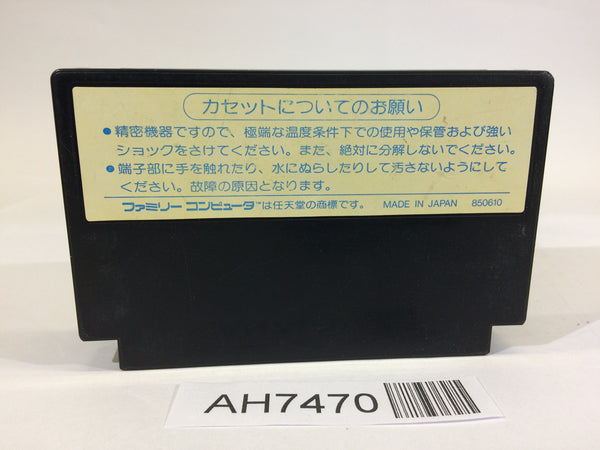 カセットについてのお願い
●精密機器ですので、極端な温度条件下での使用や保管および強い
ショックをさけてください。また、絶対に分解しないでください。
●端子部に手を触れたり、水にぬらしたりして汚さないようにして
ください。故障の原因となります。
ファミリー コンピュータ™は任天堂の商標です。 MADE IN JAPAN 850610
AH7470